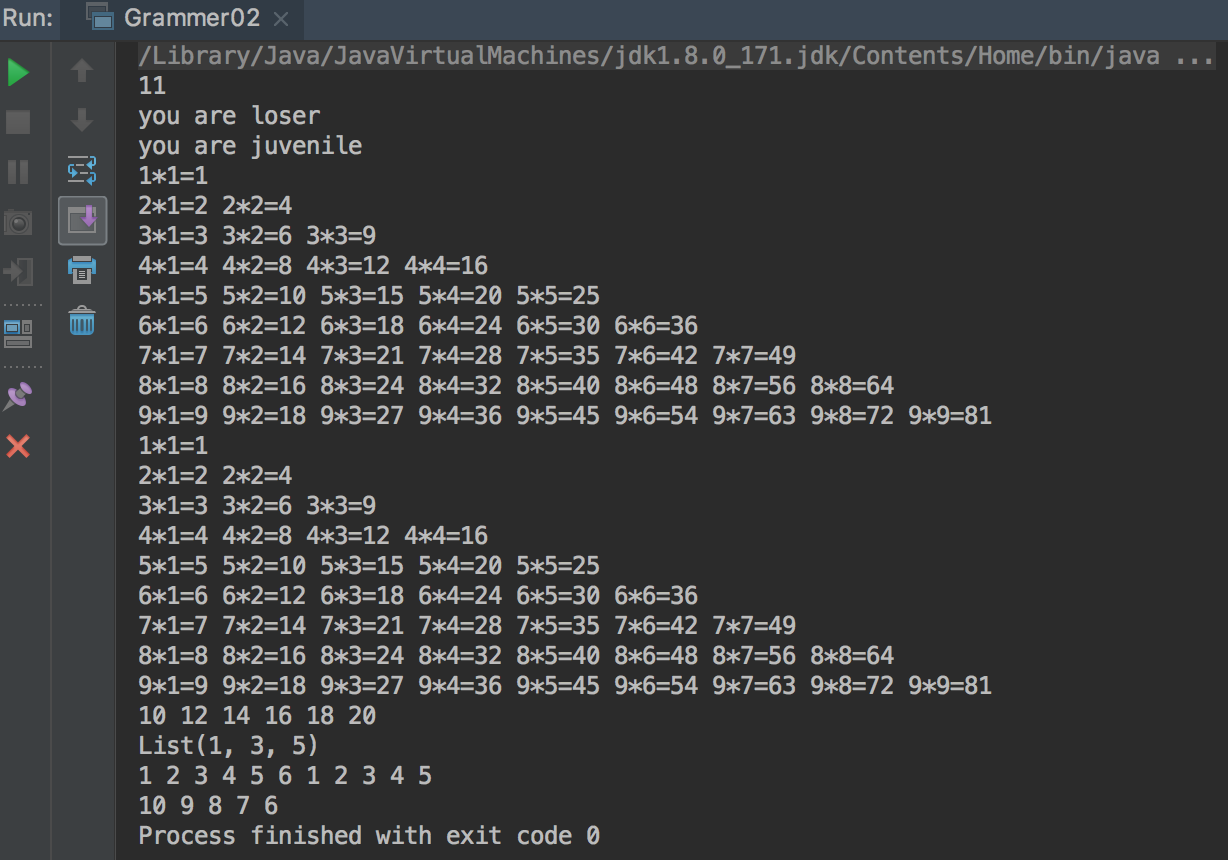 Run: Grammer02
/Library/Java/JavaVirtualMachines/jdk1.8.0_171.jdk/Contents/Home/bin/java ...
11
you are loser
you are juvenile
1*1=1
2*1=2 2*2=4
3*1=3 3*2=6 3*3=9
4*1=4 4*2=8 4*3=12 4*4=16
5*1=5 5*2=10 5*3=15 5*4=20 5*5=25
6*1=6 6*2=12 6*3=18 6*4=24 6*5=30 6*6=36
7*1=7 7*2=14 7*3=21 7*4=28 7*5=35 7*6=42 7*7=49
8*1=8 8*2=16 8*3=24 8*4=32 8*5=40 8*6=48 8*7=56 8*8=64
9*1=9 9*2=18 9*3=27 9*4=36 9*5=45 9*6=54 9*7=63 9*8=72 9*9=81
1*1=1
2*1=2 2*2=4
3*1=3 3*2=6 3*3=9
4*1=4 4*2=8 4*3=12 4*4=16
5*1=5 5*2=10 5*3=15 5*4=20 5*5=25
6*1=6 6*2=12 6*3=18 6*4=24 6*5=30 6*6=36
7*1=7 7*2=14 7*3=21 7*4=28 7*5=35 7*6=42 7*7=49
8*1=8 8*2=16 8*3=24 8*4=32 8*5=40 8*6=48 8*7=56 8*8=64
9*1=9 9*2=18 9*3=27 9*4=36 9*5=45 9*6=54 9*7=63 9*8=72 9*9=81
10 12 14 16 18 20
List(1, 3, 5)
1 2 3 4 5 6 1 2 3 4 5
10 9 8 7 6
Process finished with exit code 0